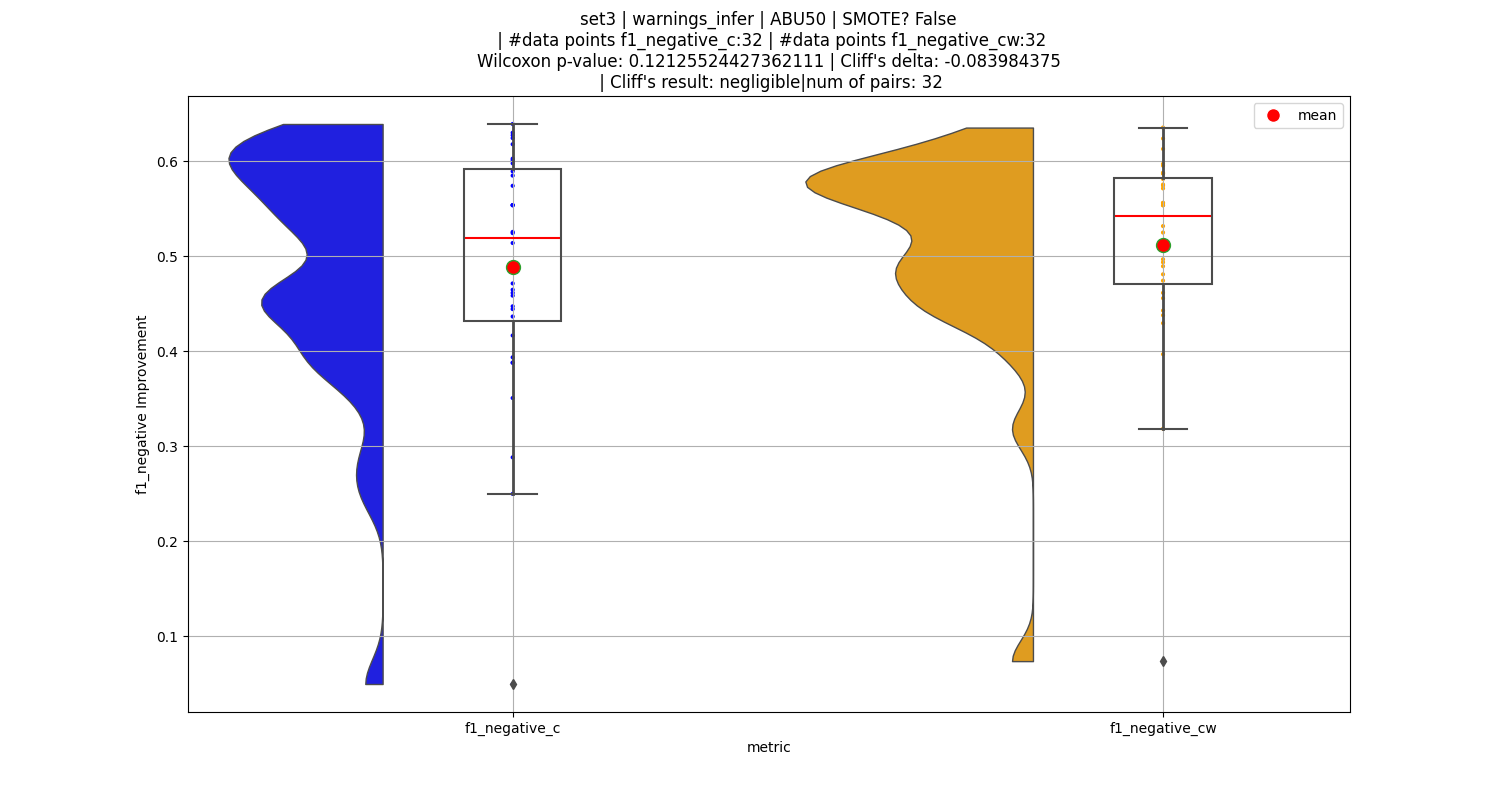 set3 | warnings_infer | ABU50 | SMOTE? False
| #data points f1_negative_c:32 | #data points f1_negative_cw:32
Wilcoxon p-value: 0.12125524427362111 | Cliff's delta: -0.083984375
| Cliff's result: negligible|num of pairs: 32
mean
0.6
0.5
0.4
0.3
0.2
0.1
f1_negative Improvement
f1_negative_c
f1_negative_cw
metric